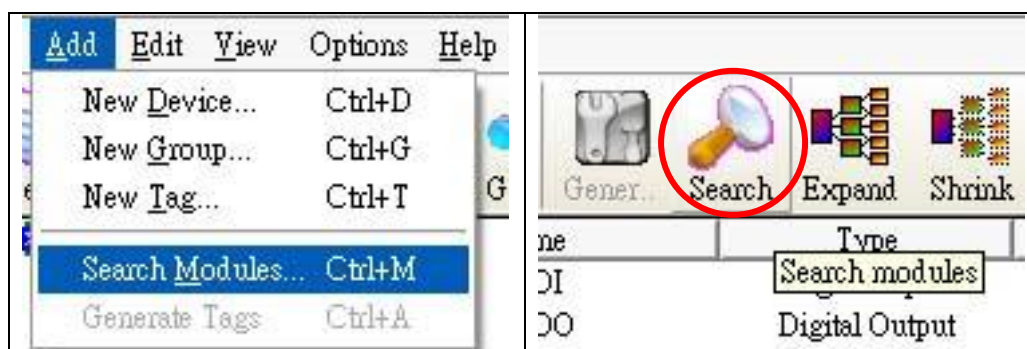 Add Edit View Options Help
New Device... Ctrl+D
New Group... Ctrl+G
New Tag... Ctrl+T
Search Modules... Ctrl+M
Generate Tags Ctrl+A
G
Gener... Search Expand Shrink
me Type
Search modules
DI
DO Digital Output